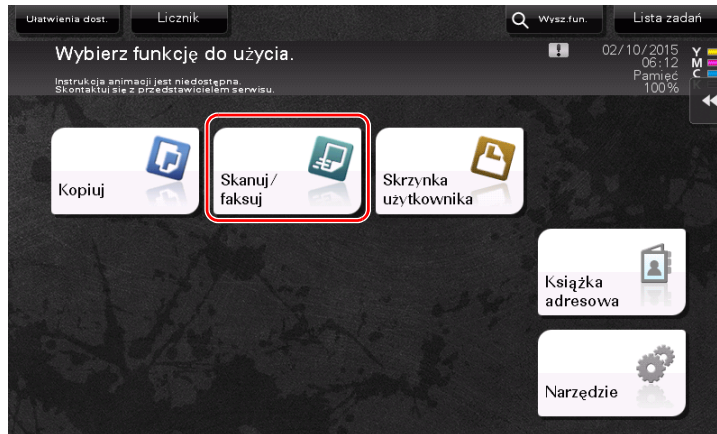 Ułatwienia dost.
Licznik
Wysz.fun.
Lista zadań
Wybierz funkcję do użycia.
Instrukcja animacji jest niedostępna.
Skontaktuj się z przedstawicielem serwisu.
02/10/2015
06:12
Pamięć
100%
Y
M
C
K
Kopiuj
Skanuj/
faksuj
Skrzynka
użytkownika
Książka
adresowa
Narzędzie